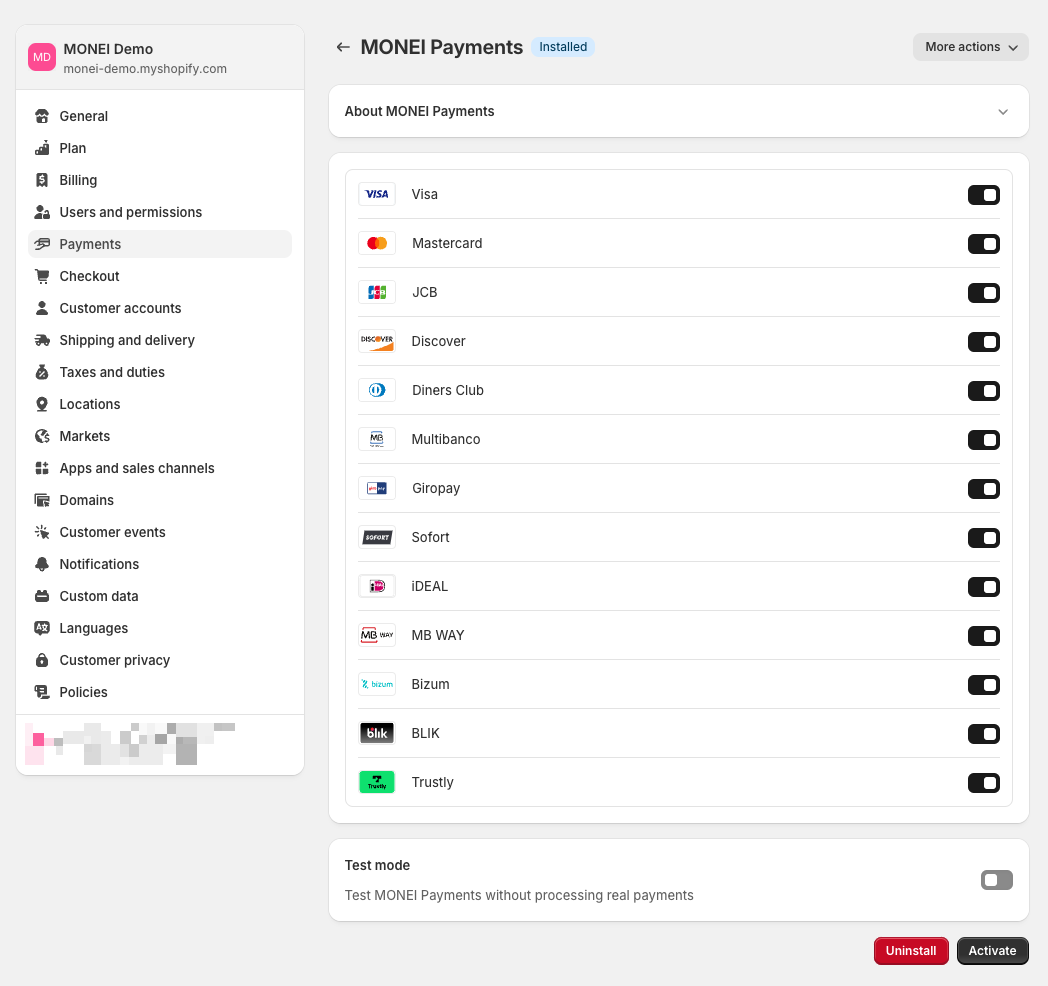 MD
MONEI Demo
monei-demo.myshopify.com
General
Plan
Billing
Users and permissions
Payments
Checkout
Customer accounts
Shipping and delivery
Taxes and duties
Locations
Markets
Apps and sales channels
Domains
Customer events
Notifications
Custom data
Languages
Customer privacy
Policies
MONEI Payments
Installed
More actions
About MONEI Payments
VISA Visa
Mastercard
JCB JCB
DISCOVER Discover
Diners Club
MB Multibanco
Giropay
SOFORT Sofort
iDEAL
MB WAY MB WAY
bizum Bizum
blik BLIK
Trustly Trustly
Test mode
Test MONEI Payments without processing real payments
Uninstall
Activate